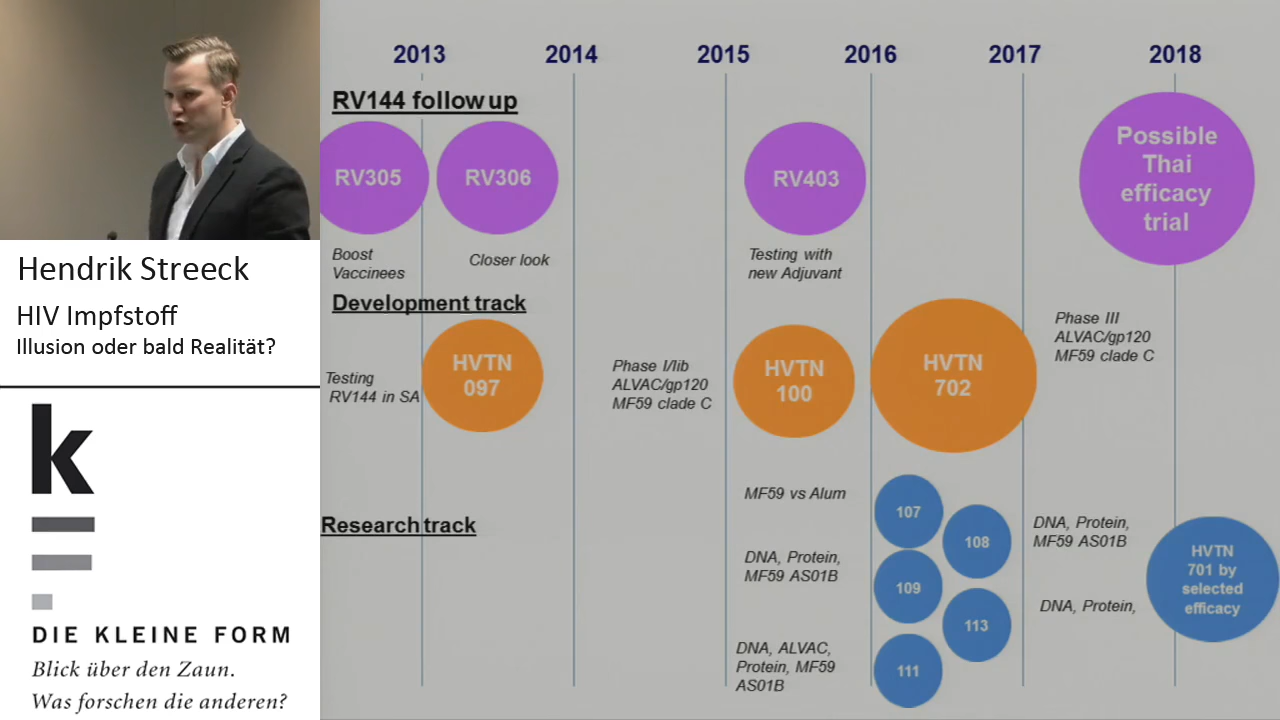 Hendrik Streeck
HIV Impfstoff
Illusion oder bald Realität?
k
DIE KLEINE FORM
Blick über den Zaun.
Was forschen die anderen?
2013 2014 2015 2016 2017 2018
RV144 follow up
RV305
RV306
RV403
Possible
Thai
efficacy
trial
Boost
Vaccinees
Closer look
Testing with
new Adjuvant
Development track
Testing
RV144 in SA
HVTN
097
Phase I/Iib
ALVAC/gp120
MF59 clade C
HVTN
100
HVTN
702
Phase III
ALVAC/gp120
MF59 clade C
Research track
MF59 vs Alum
107
108
DNA, Protein,
MF59 AS01B
DNA, Protein,
MF59 AS01B
109
113
DNA, Protein,
DNA, ALVAC,
Protein, MF59
AS01B
111
HVTN
701 by
selected
efficacy